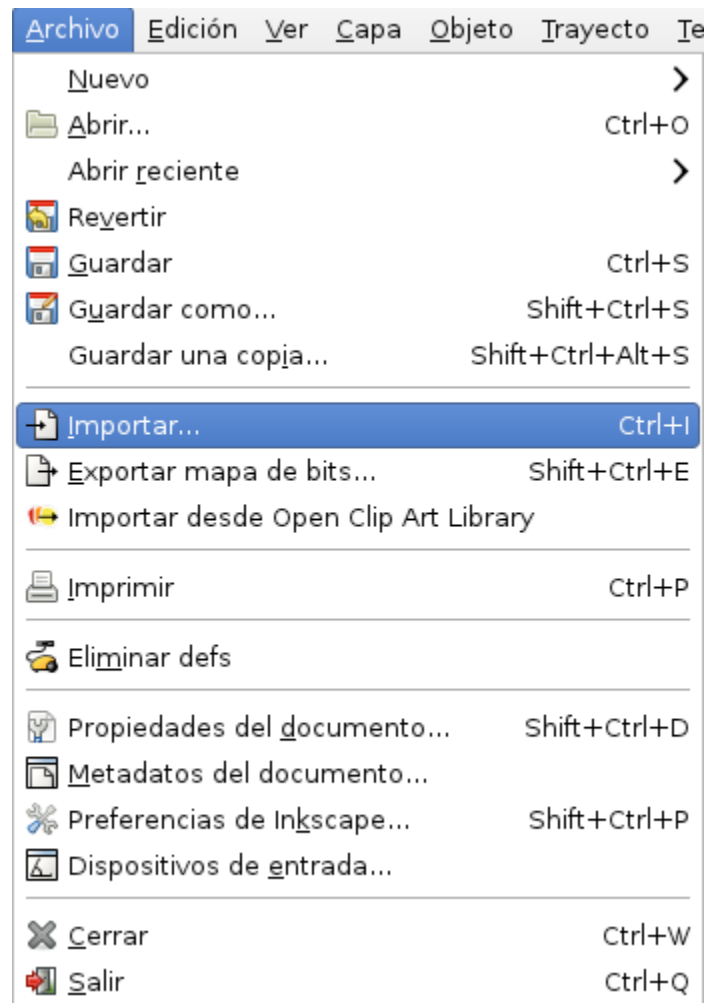 Archivo Edición Ver Capa Objeto Trayecto Te
Nuevo
Abrir... Ctrl+O
Abrir reciente
Revertir
Guardar Ctrl+S
Guardar como... Shift+Ctrl+S
Guardar una copia... Shift+Ctrl+Alt+S
Importar... Ctrl+I
Exportar mapa de bits... Shift+Ctrl+E
Importar desde Open Clip Art Library
Imprimir Ctrl+P
Eliminar defs
Propiedades del documento... Shift+Ctrl+D
Metadatos del documento...
Preferencias de Inkscape... Shift+Ctrl+P
Dispositivos de entrada...
Cerrar Ctrl+W
Salir Ctrl+Q